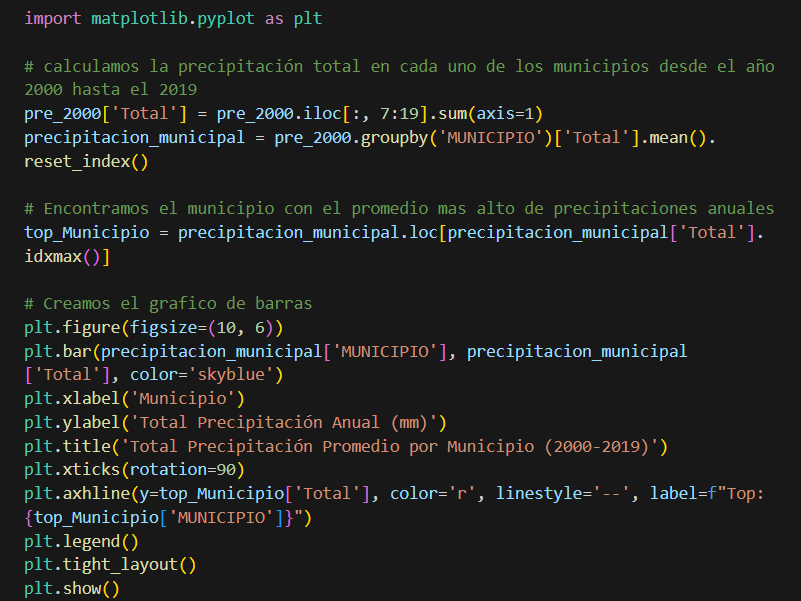 import matplotlib.pyplot as plt
# calculamos la precipitación total en cada uno de los municipios desde el año
2000 hasta el 2019
pre_2000['Total'] = pre_2000.iloc[:, 7:19].sum(axis=1)
precipitacion_municipal = pre_2000.groupby('MUNICIPIO')['Total'].mean().
reset_index()
# Encontramos el municipio con el promedio mas alto de precipitaciones anuales
top_Municipio = precipitacion_municipal.loc[precipitacion_municipal['Total'].
idxmax()]
# Creamos el grafico de barras
plt.figure(figsize=(10, 6))
plt.bar(precipitacion_municipal['MUNICIPIO'], precipitacion_municipal
['Total'], color='skyblue')
plt.xlabel('Municipio')
plt.ylabel('Total Precipitación Anual (mm)')
plt.title('Total Precipitación Promedio por Municipio (2000-2019)')
plt.xticks(rotation=90)
plt.axhline(y=top_Municipio['Total'], color='r', linestyle='--', label=f"Top:
{top_Municipio['MUNICIPIO']}")
plt.legend()
plt.tight_layout()
plt.show()